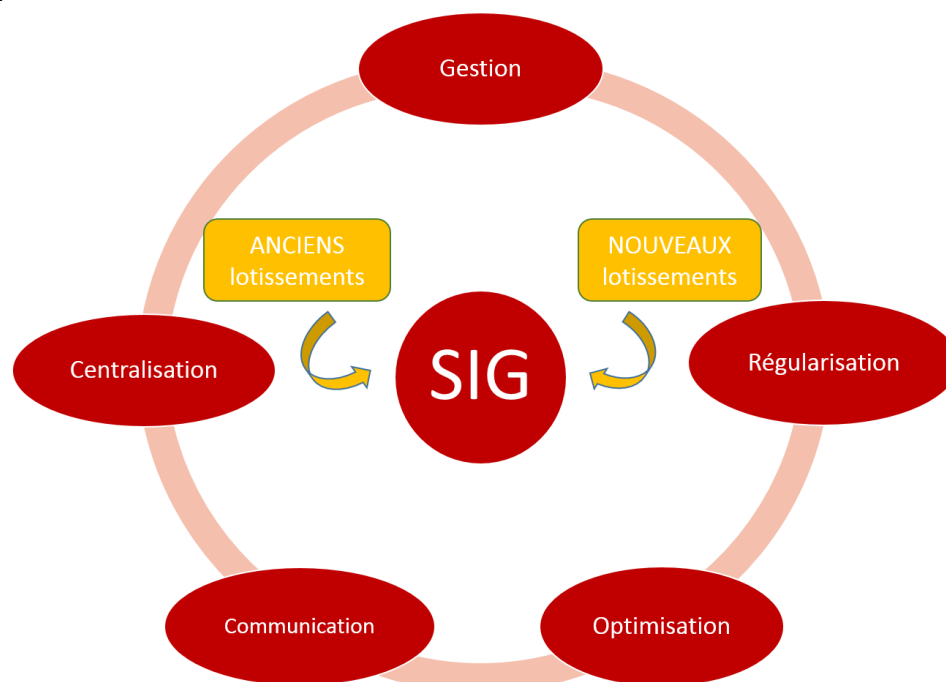 Gestion
ANCIENS
lotissements
NOUVEAUX
lotissements
Centralisation
SIG
Régularisation
Communication
Optimisation